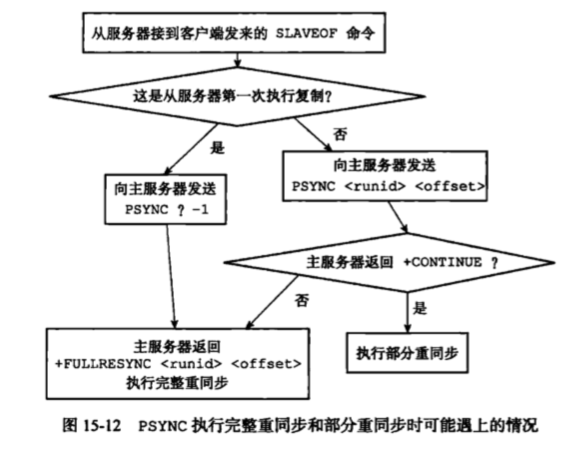 从服务器接到客户端发来的 SLAVEOF 命令
这是从服务器第一次执行复制?
是
否
向主服务器发送
PSYNC ? -1
向主服务器发送
PSYNC <runid> <offset>
主服务器返回 +CONTINUE ?
否
是
主服务器返回
+FULLRESYNC <runid> <offset>
执行完整重同步
执行部分重同步
图 15-12 PSYNC 执行完整重同步和部分重同步时可能遇上的情况